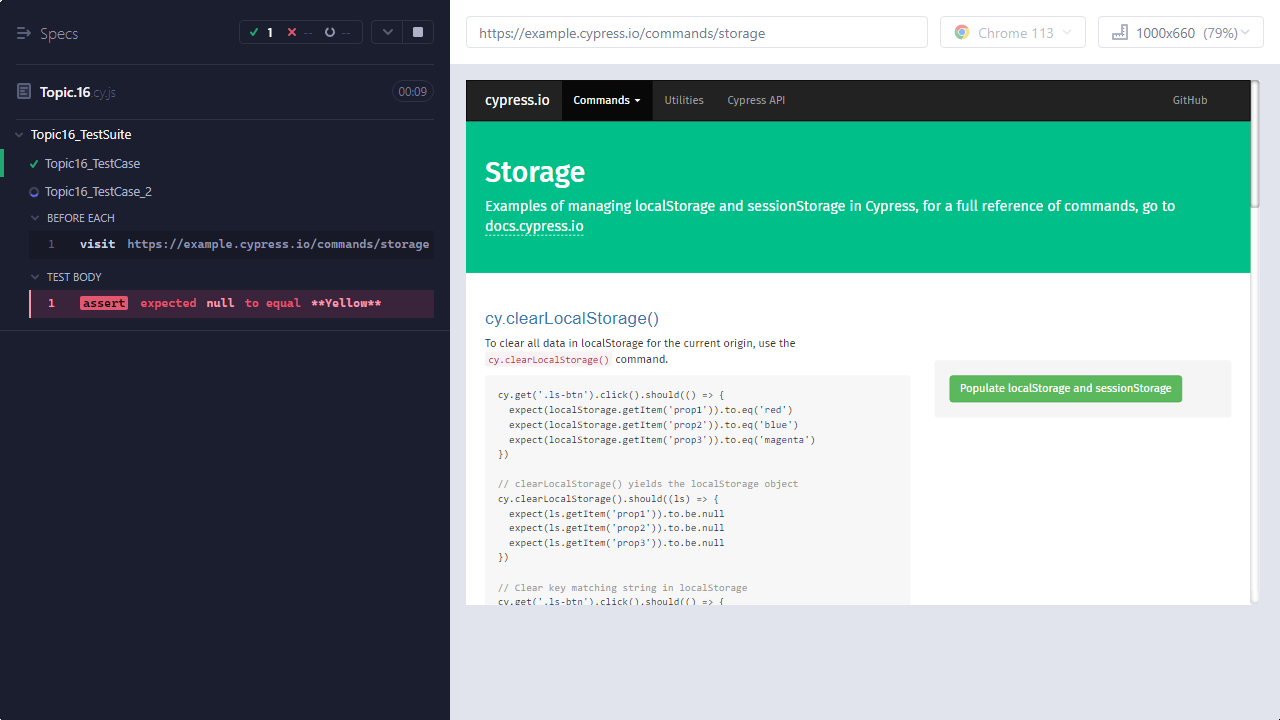 Specs
1
--
--
Topic.16.cy.js
00:09
Topic16_TestSuite
Topic16_TestCase
Topic16_TestCase_2
BEFORE EACH
1 visit https://example.cypress.io/commands/storage
TEST BODY
1 assert expected null to equal **Yellow**
https://example.cypress.io/commands/storage
Chrome 113
1000x660 (79%)
cypress.io
Commands
Utilities
Cypress API
GitHub
Storage
Examples of managing localStorage and sessionStorage in Cypress, for a full reference of commands, go to
docs.cypress.io
cy.clearLocalStorage()
To clear all data in localStorage for the current origin, use the
cy.clearLocalStorage() command.
cy.get('.ls-btn').click().should(() => {
expect(localStorage.getItem('prop1')).to.eq('red')
expect(localStorage.getItem('prop2')).to.eq('blue')
expect(localStorage.getItem('prop3')).to.eq('magenta')
})
// clearLocalStorage() yields the localStorage object
cy.clearLocalStorage().should((ls) => {
expect(ls.getItem('prop1')).to.be.null
expect(ls.getItem('prop2')).to.be.null
expect(ls.getItem('prop3')).to.be.null
})
// Clear key matching string in localStorage
cy.get('.ls-btn').click().should(() => {
Populate localStorage and sessionStorage